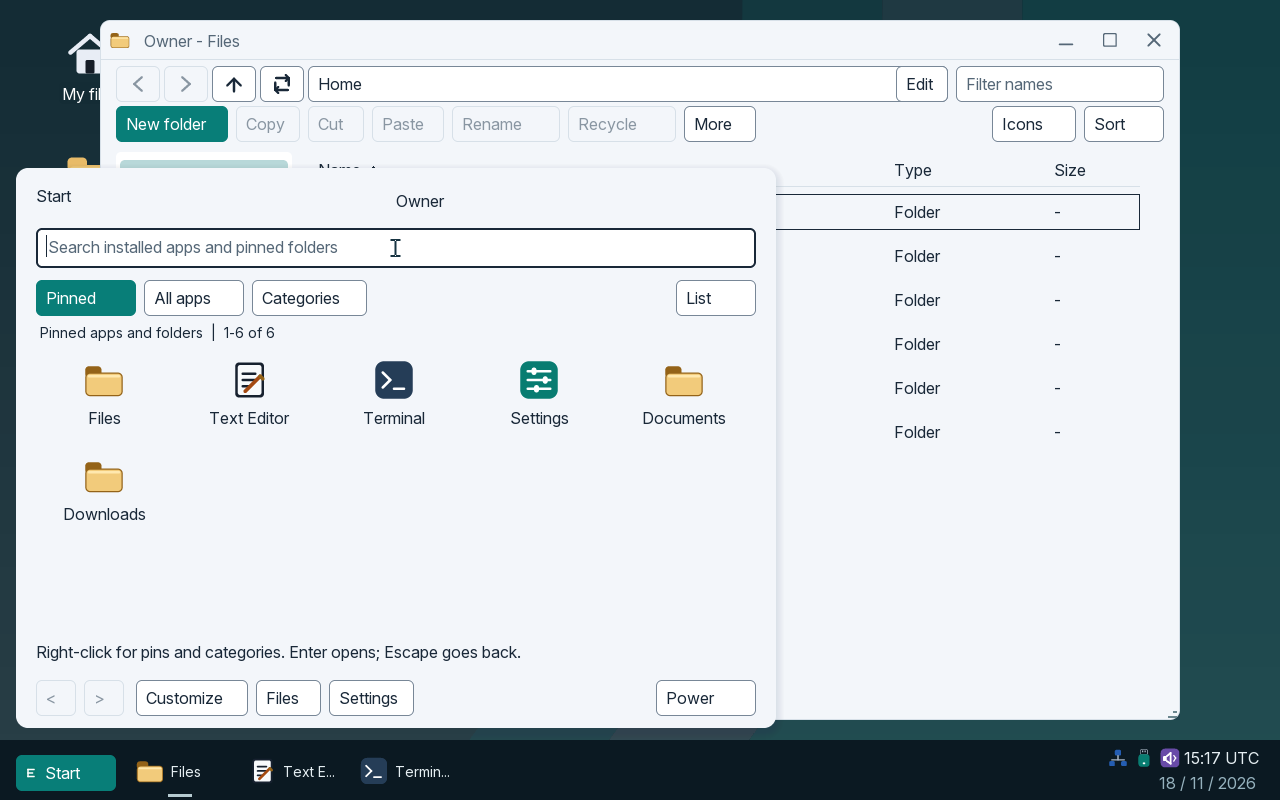 Owner - Files
My fil
Home
Edit
Filter names
New folder
Copy
Cut
Paste
Rename
Recycle
More
Icons
Sort
Type
Size
Start
Owner
Folder
-
Search installed apps and pinned folders
Folder
-
Pinned
All apps
Categories
List
Folder
-
Pinned apps and folders | 1-6 of 6
Folder
-
Files
Text Editor
Terminal
Settings
Documents
Folder
-
Folder
-
Downloads
Right-click for pins and categories. Enter opens; Escape goes back.
<
>
Customize
Files
Settings
Power
E Start
Files
Text E...
Termin...
15:17 UTC
18 / 11 / 2026